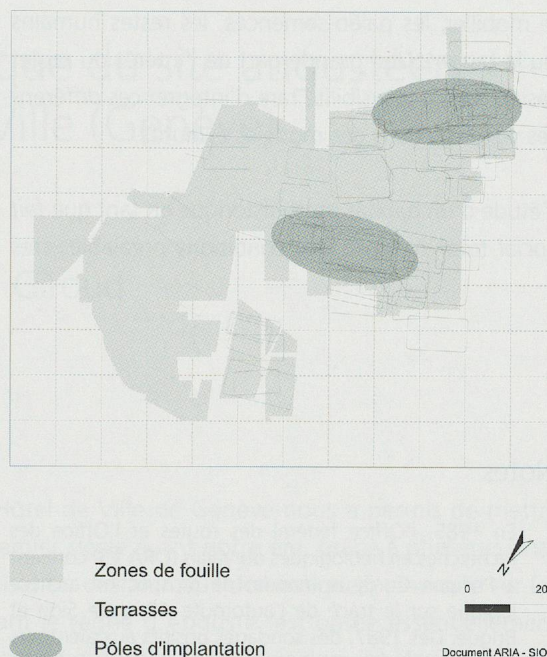 Zones de fouille
Terrasses
Pôles d'implantation
N
0 20
Document ARIA - SIO